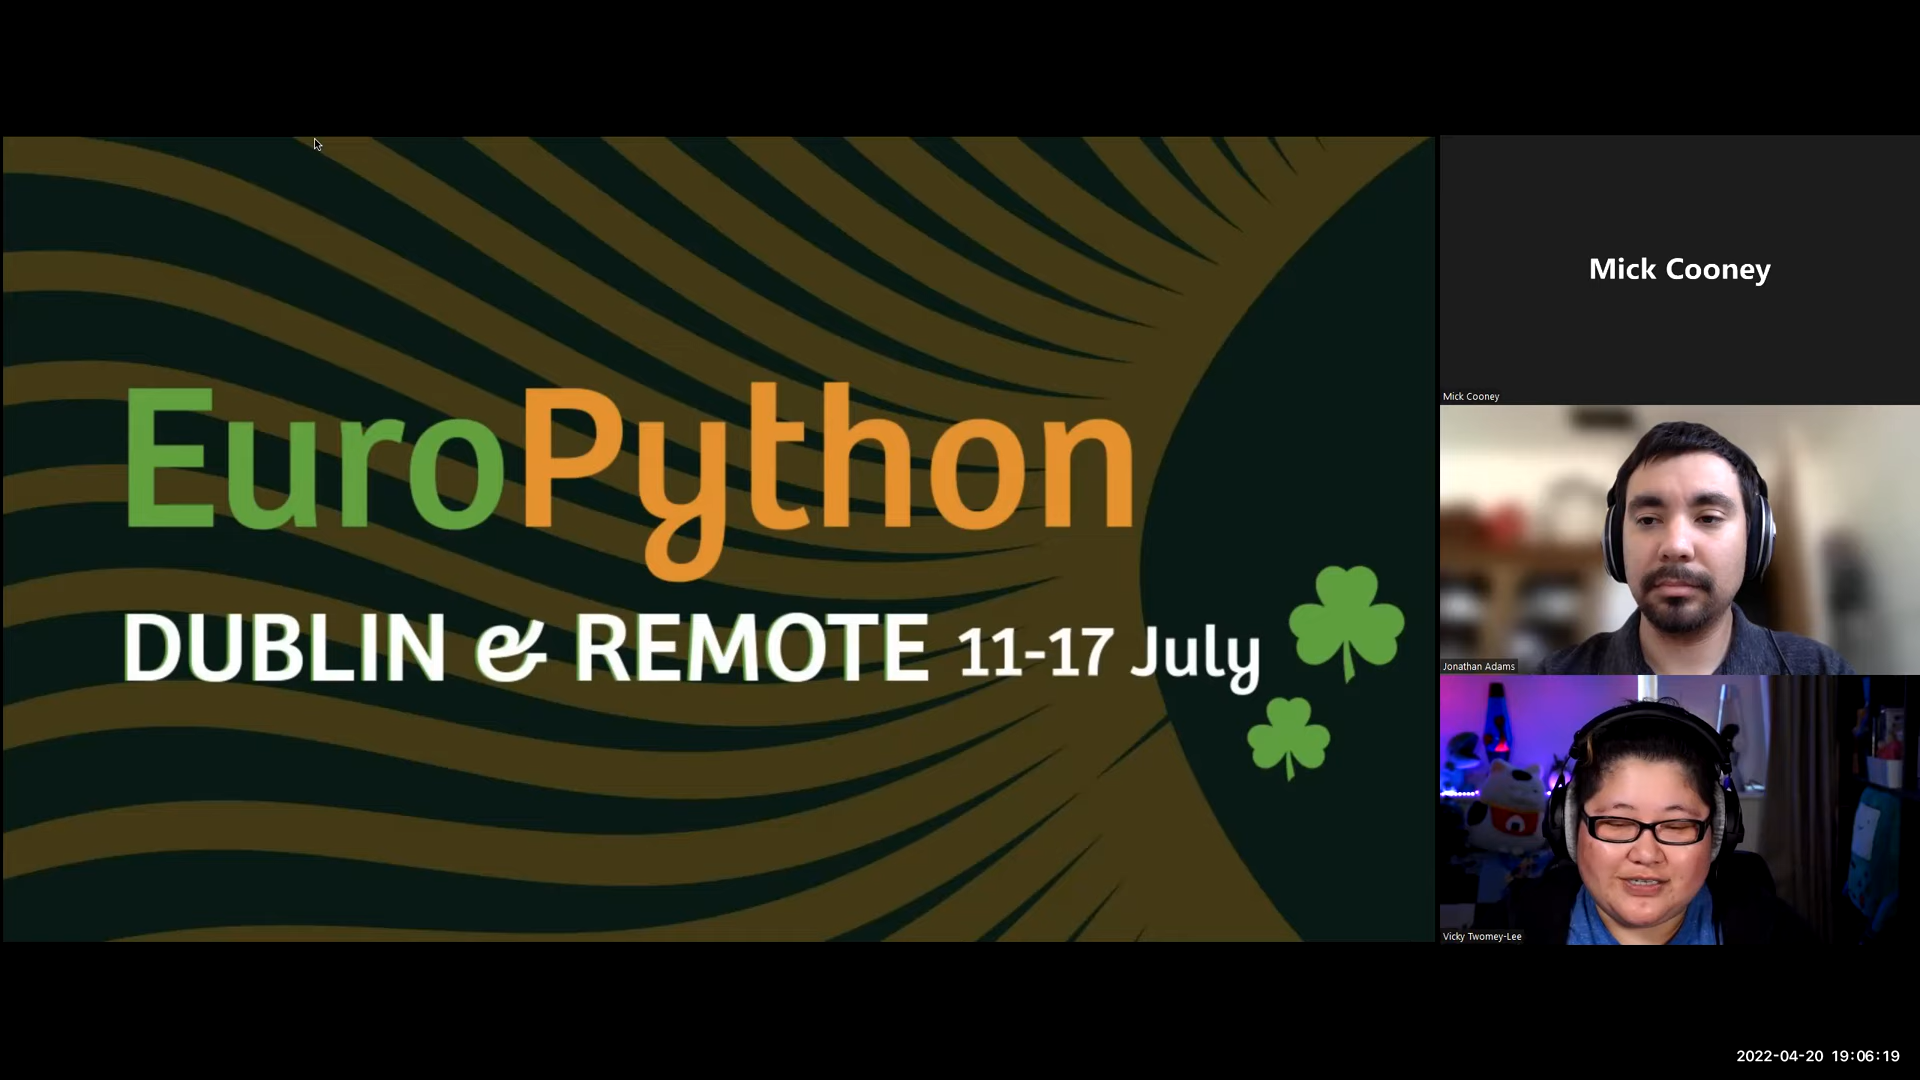 EuroPython
DUBLIN & REMOTE 11-17 July
Mick Cooney
Mick Cooney
Jonathan Adams
Vicky Twomey-Lee
2022-04-20 19:06:19